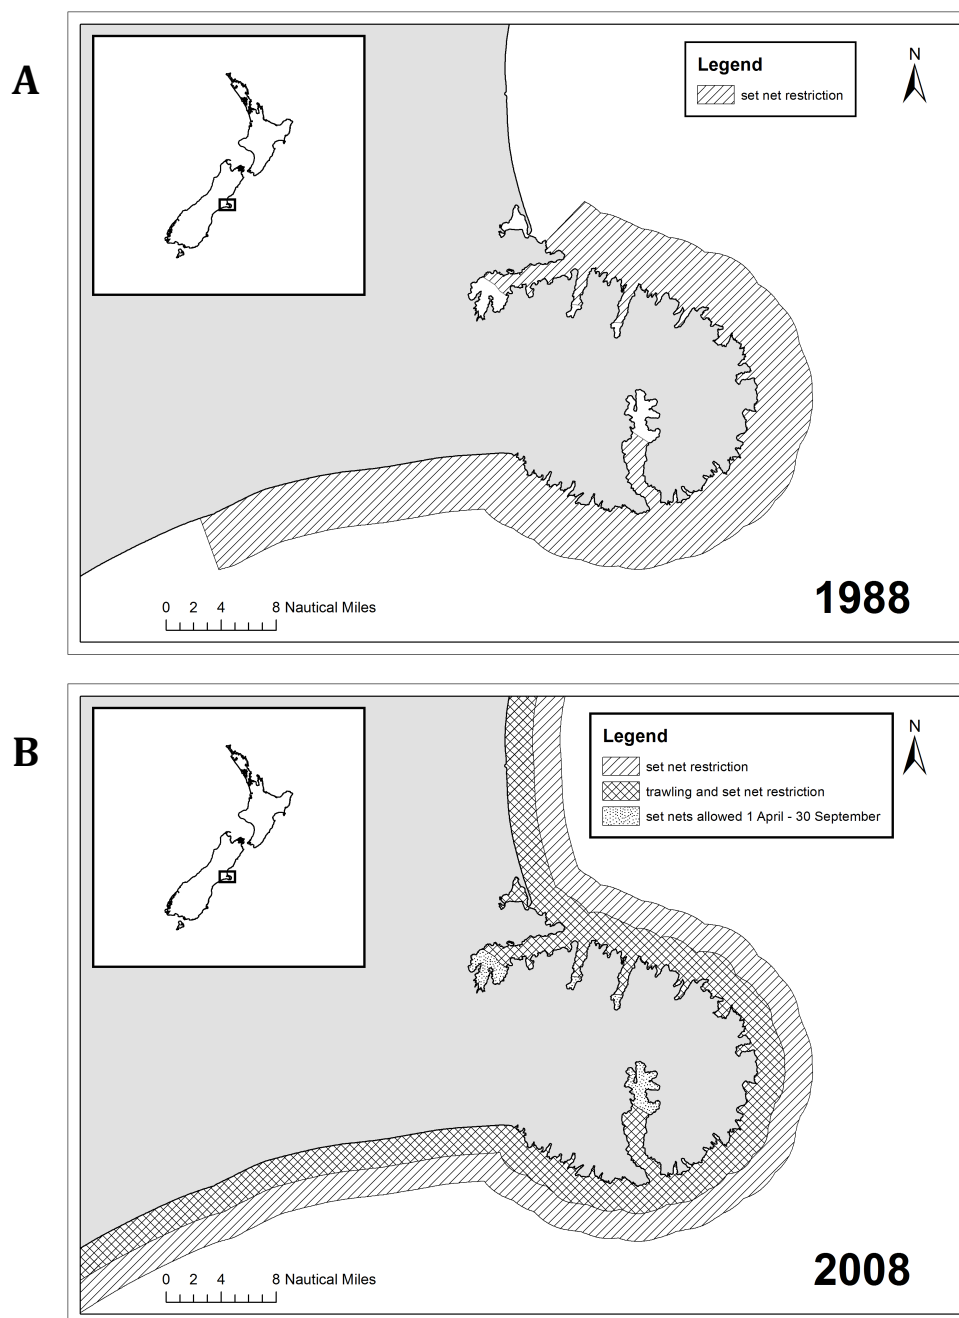 A
Legend
set net restriction
N
0 2 4 8 Nautical Miles
1988
B
Legend
set net restriction
trawling and set net restriction
set nets allowed 1 April - 30 September
N
0 2 4 8 Nautical Miles
2008